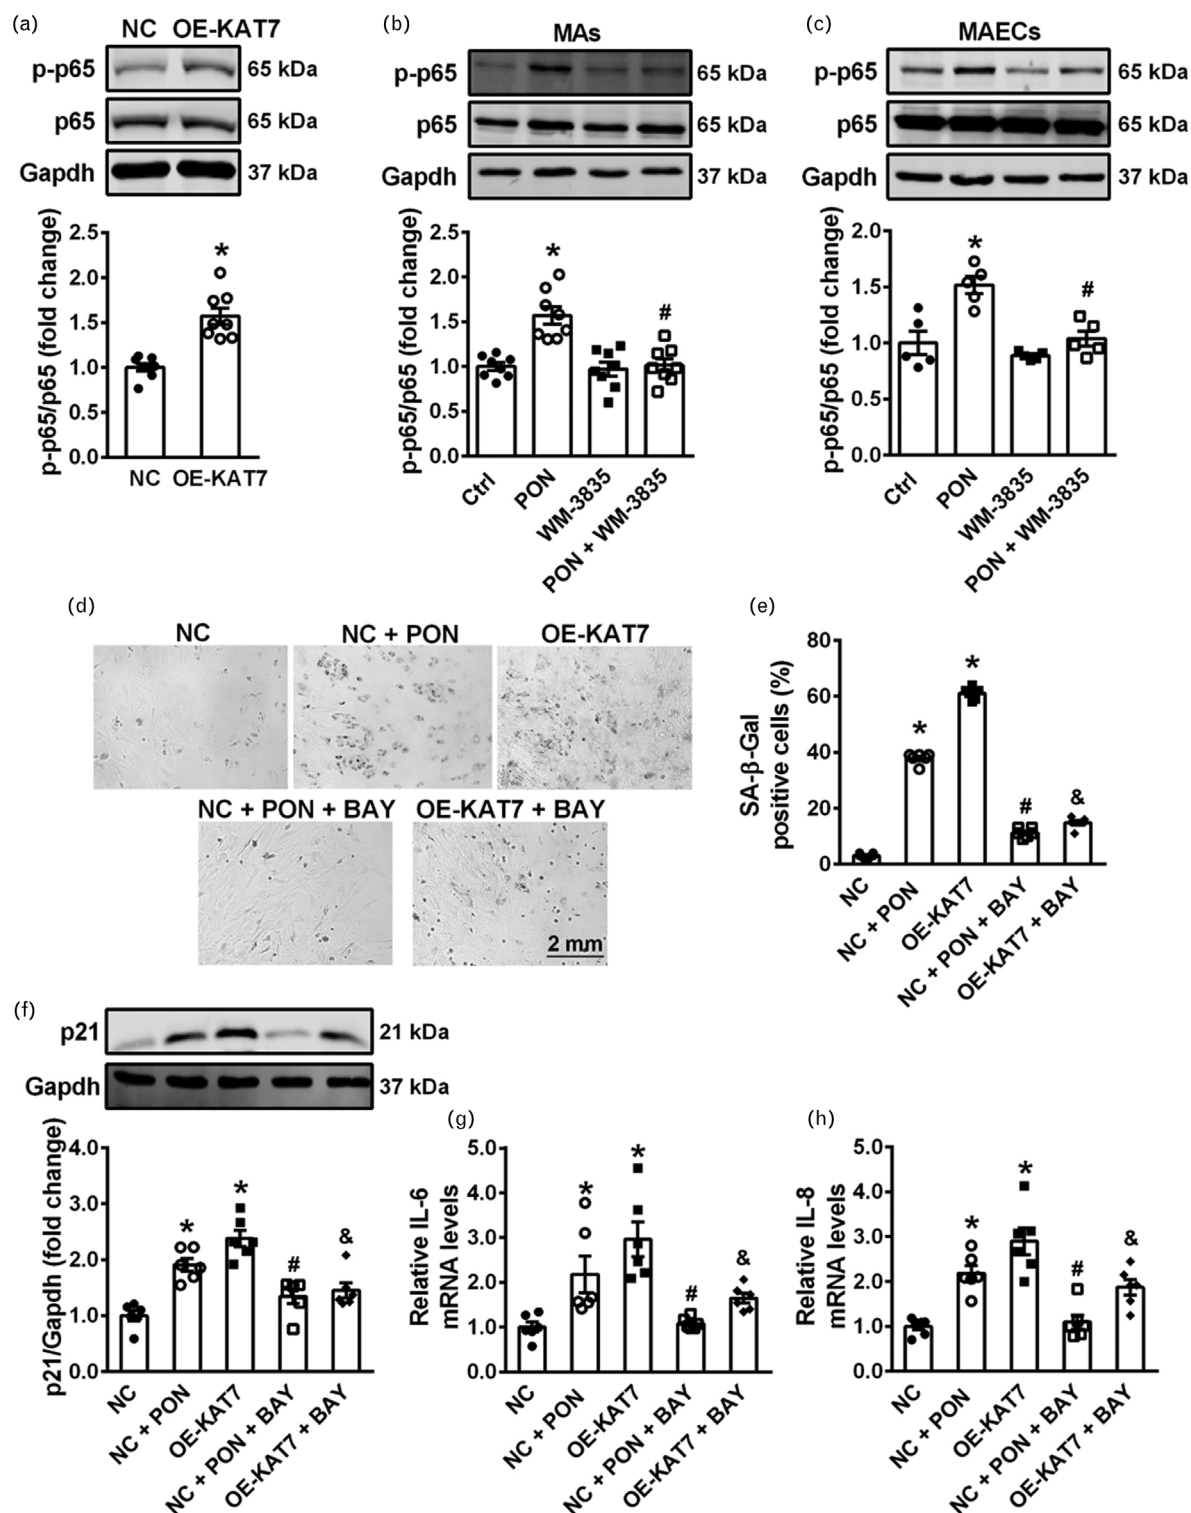 (a)
NC OE-KAT7
p-p65 65 kDa
p65 65 kDa
Gapdh 37 kDa
p-p65/p65 (fold change)
2.5
2.0
1.5
1.0
0.5
0.0
*
NC OE-KAT7
(b)
MAs
p-p65 65 kDa
p65 65 kDa
Gapdh 37 kDa
p-p65/p65 (fold change)
2.5
2.0
1.5
1.0
0.5
0.0
*
#
Ctrl
PON
WM-3835
PON + WM-3835
(c)
MAECs
p-p65 65 kDa
p65 65 kDa
Gapdh 37 kDa
p-p65/p65 (fold change)
2.0
1.5
1.0
0.5
0.0
*
#
Ctrl
PON
WM-3835
PON + WM-3835
(d)
NC
NC + PON
OE-KAT7
NC + PON + BAY
OE-KAT7 + BAY
2 mm
(e)
SA-β-Gal
positive cells (%)
80
60
40
20
0
*
*
#
&
NC
NC + PON
OE-KAT7
NC + PON + BAY
OE-KAT7 + BAY
(f)
p21 21 kDa
Gapdh 37 kDa
p21/Gapdh (fold change)
4.0
3.0
2.0
1.0
0.0
*
*
#
&
NC
NC + PON
OE-KAT7
NC + PON + BAY
OE-KAT7 + BAY
(g)
Relative IL-6
mRNA levels
5.0
4.0
3.0
2.0
1.0
0.0
*
*
#
&
NC
NC + PON
OE-KAT7
NC + PON + BAY
OE-KAT7 + BAY
(h)
Relative IL-8
mRNA levels
5.0
4.0
3.0
2.0
1.0
0.0
*
*
#
&
NC
NC + PON
OE-KAT7
NC + PON + BAY
OE-KAT7 + BAY